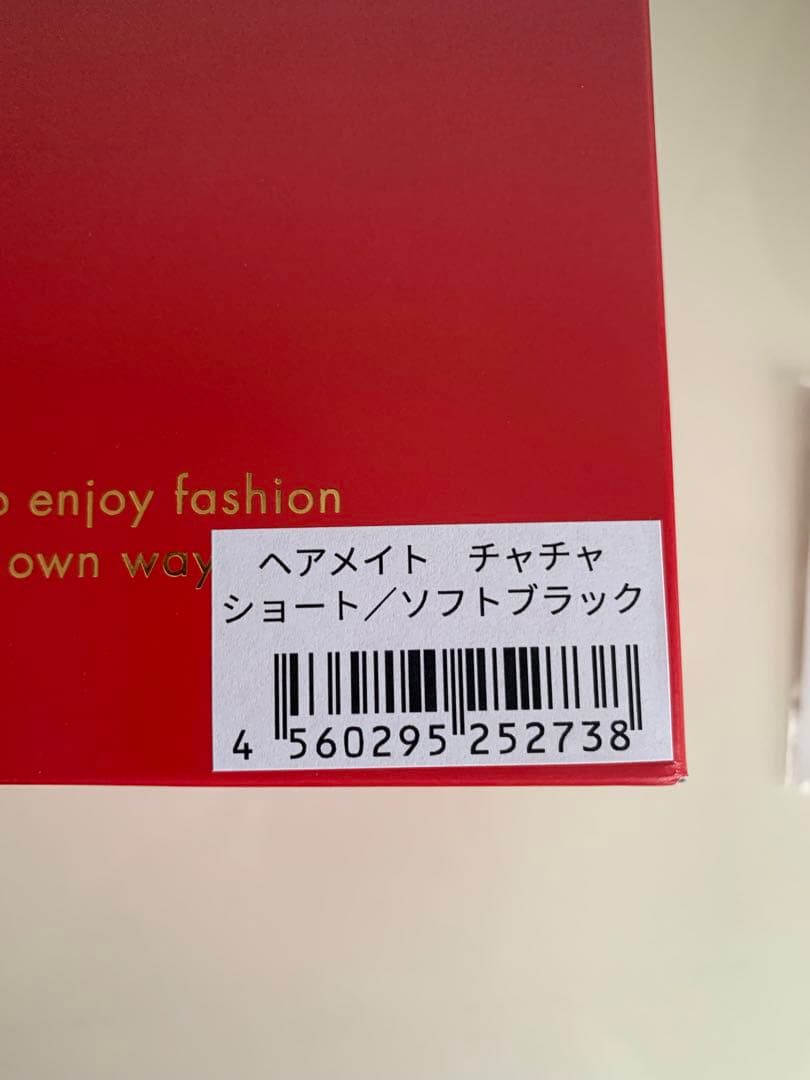 enjoy fashion
own way
ヘアメイト　チャチャ
ショート／ソフトブラック
4 560295 252738